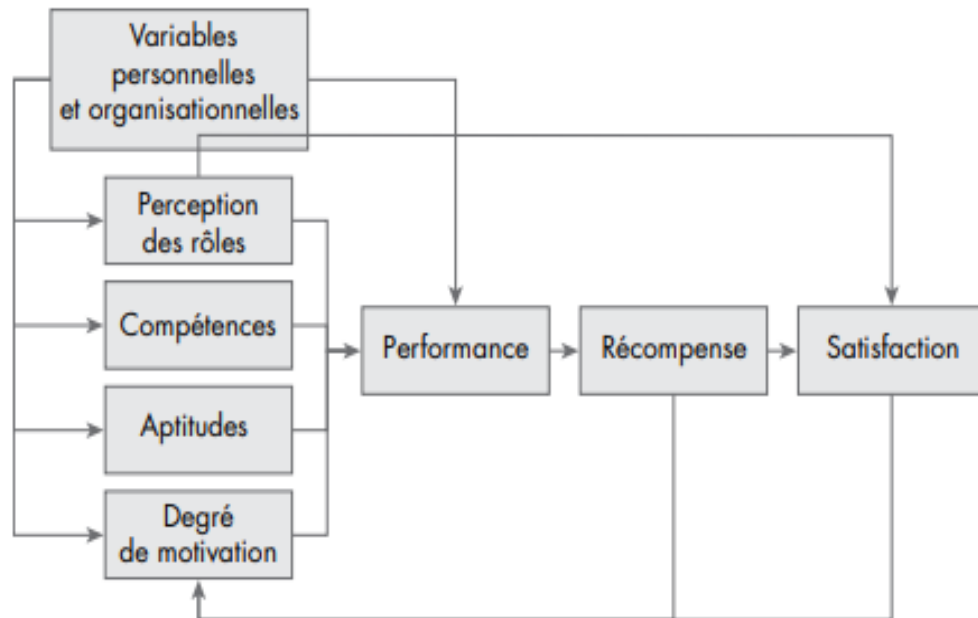 Variables
personnelles
et organisationnelles
Perception
des rôles
Compétences
Performance
Récompense
Satisfaction
Aptitudes
Degré
de motivation